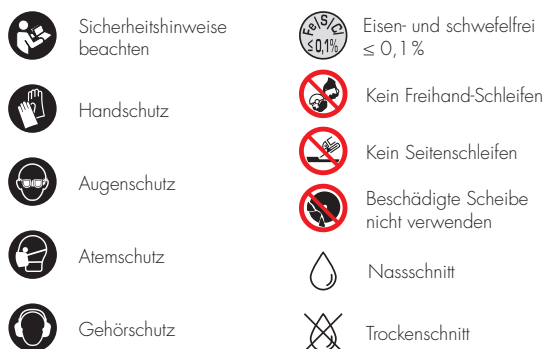 Sicherheitshinweise
beachten
Handschutz
Augenschutz
Atemschutz
Gehörschutz
Fe|S|Cl
≤ 0,1%
Eisen- und schwefelfrei
≤ 0,1 %
Kein Freihand-Schleifen
Kein Seitenschleifen
Beschädigte Scheibe
nicht verwenden
Nassschnitt
Trockenschnitt